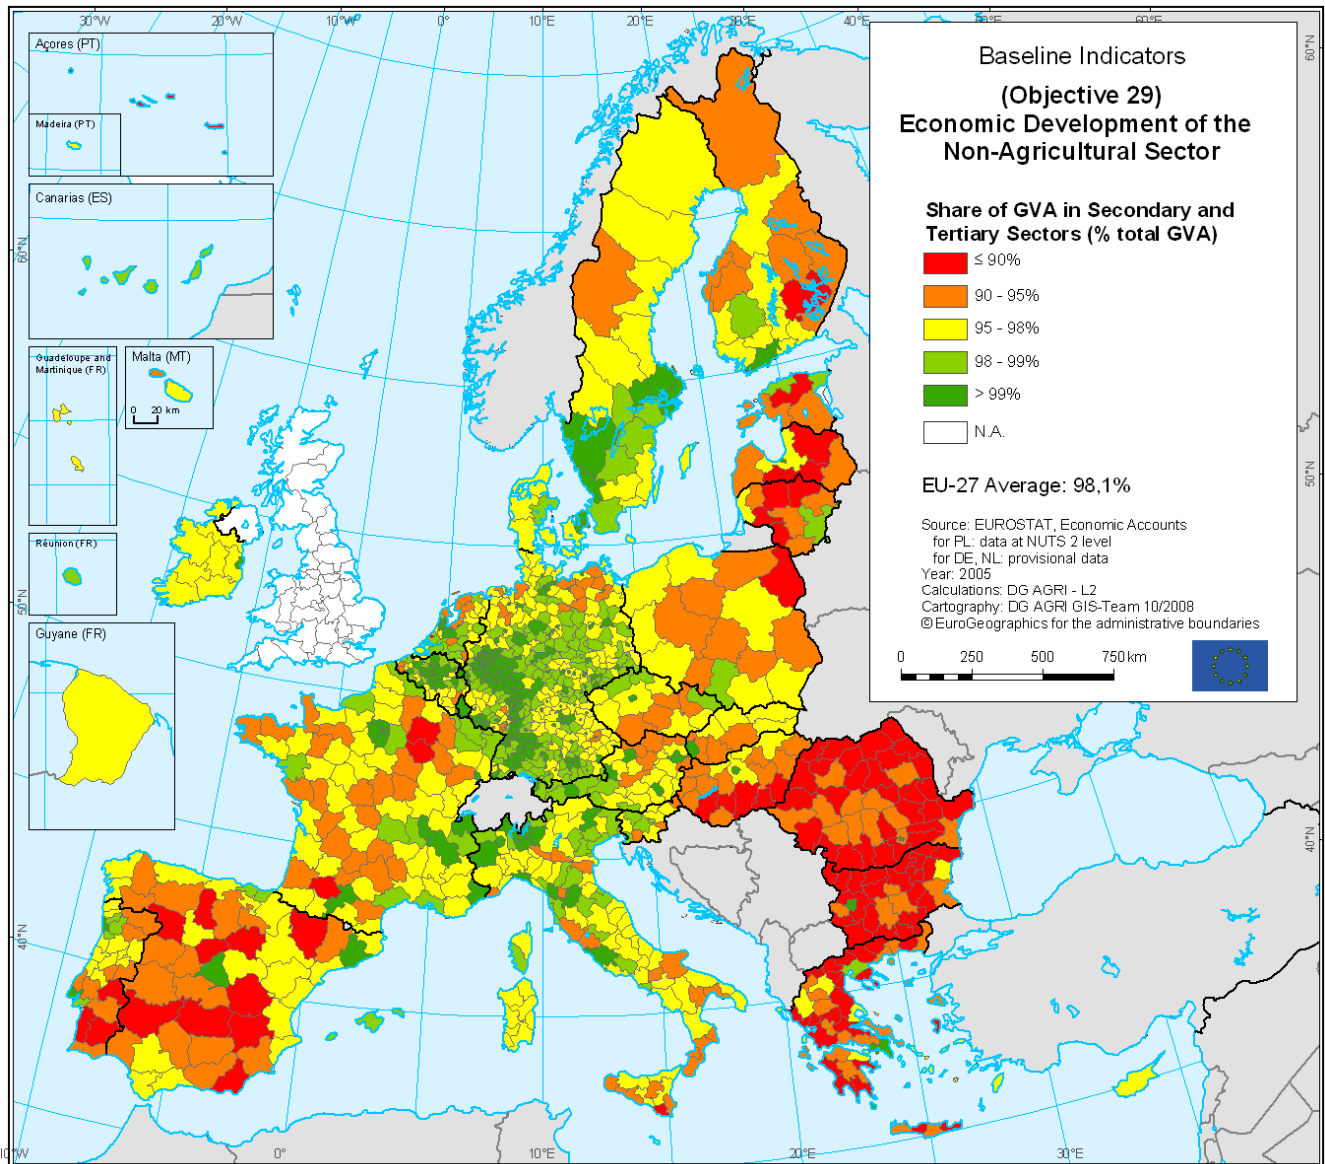 30°W
20°W
10°W
0°
10°E
20°E
30°E
40°E
50°E
60°E
Açores (PT)
Madeira (PT)
Canarias (ES)
Guadeloupe and
Martinique (FR)
Malta (MT)
0 20 km
Réunion (FR)
Guyane (FR)
Baseline Indicators
(Objective 29)
Economic Development of the
Non-Agricultural Sector
Share of GVA in Secondary and
Tertiary Sectors (% total GVA)
≤ 90%
90 - 95%
95 - 98%
98 - 99%
> 99%
N.A.
EU-27 Average: 98,1%
Source: EUROSTAT, Economic Accounts
for PL: data at NUTS 2 level
for DE, NL: provisional data
Year: 2005
Calculations: DG AGRI - L2
Cartography: DG AGRI GIS-Team 10/2008
© EuroGeographics for the administrative boundaries
0 250 500 750 km
60°N
50°N
40°N
60°N
50°N
40°N
10°W
0°
10°E
20°E
30°E